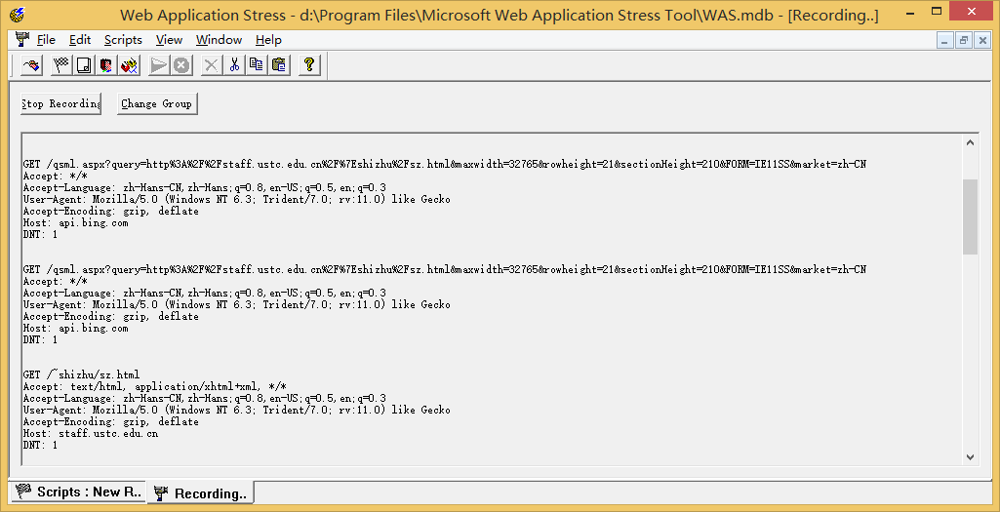 Web Application Stress - d:\Program Files\Microsoft Web Application Stress Tool\WAS.mdb - [Recording..]
File Edit Scripts View Window Help
Stop Recording Change Group
GET /qsml.aspx?query=http%3A%2F%2Fstaff.ustc.edu.cn%2F%7Eshizhu%2Fsz.html&maxwidth=32765&rowheight=21&sectionHeight=210&FORM=IE11SS&market=zh-CN
Accept: */*
Accept-Language: zh-Hans-CN,zh-Hans;q=0.8,en-US;q=0.5,en;q=0.3
User-Agent: Mozilla/5.0 (Windows NT 6.3; Trident/7.0; rv:11.0) like Gecko
Accept-Encoding: gzip, deflate
Host: api.bing.com
DNT: 1
GET /qsml.aspx?query=http%3A%2F%2Fstaff.ustc.edu.cn%2F%7Eshizhu%2Fsz.html&maxwidth=32765&rowheight=21&sectionHeight=210&FORM=IE11SS&market=zh-CN
Accept: */*
Accept-Language: zh-Hans-CN,zh-Hans;q=0.8,en-US;q=0.5,en;q=0.3
User-Agent: Mozilla/5.0 (Windows NT 6.3; Trident/7.0; rv:11.0) like Gecko
Accept-Encoding: gzip, deflate
Host: api.bing.com
DNT: 1
GET /~shizhu/sz.html
Accept: text/html, application/xhtml+xml, */*
Accept-Language: zh-Hans-CN,zh-Hans;q=0.8,en-US;q=0.5,en;q=0.3
User-Agent: Mozilla/5.0 (Windows NT 6.3; Trident/7.0; rv:11.0) like Gecko
Accept-Encoding: gzip, deflate
Host: staff.ustc.edu.cn
DNT: 1
Scripts : New R.. Recording..